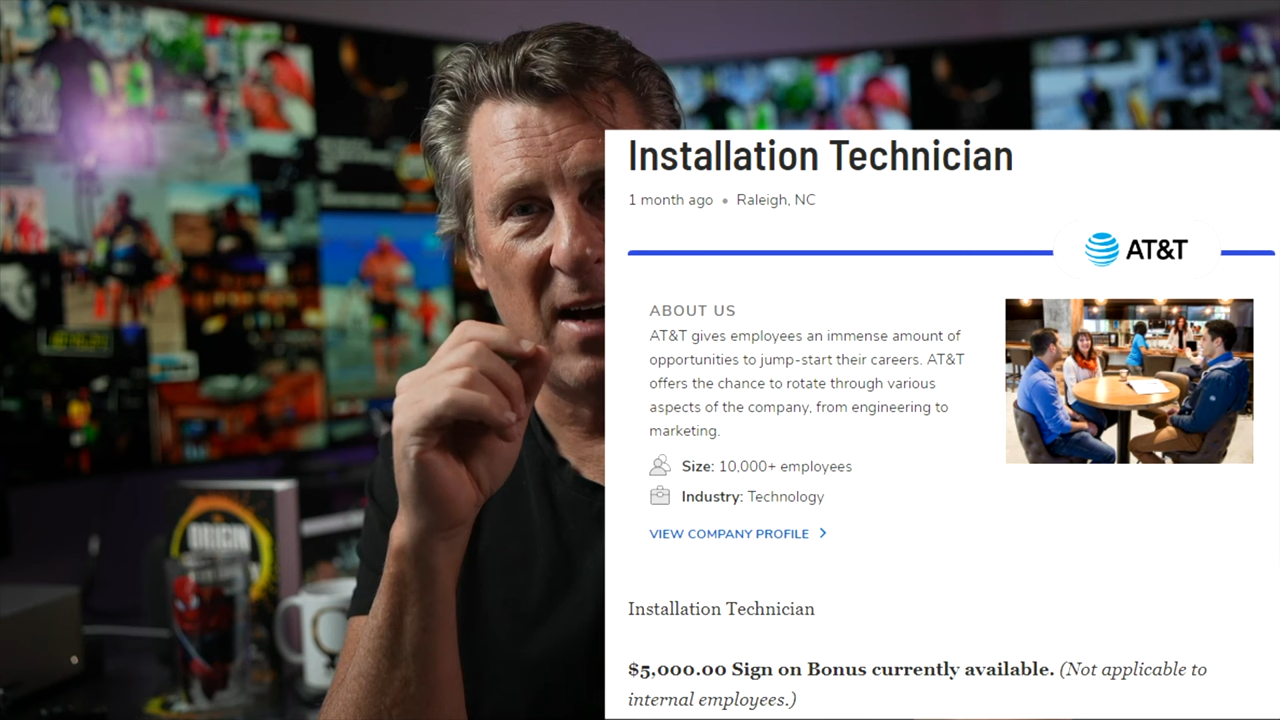 Installation Technician
1 month ago • Raleigh, NC
AT&T
ABOUT US
AT&T gives employees an immense amount of
opportunities to jump-start their careers. AT&T
offers the chance to rotate through various
aspects of the company, from engineering to
marketing.
Size: 10,000+ employees
Industry: Technology
VIEW COMPANY PROFILE >
Installation Technician
$5,000.00 Sign on Bonus currently available. (Not applicable to
internal employees.)
ORIGIN